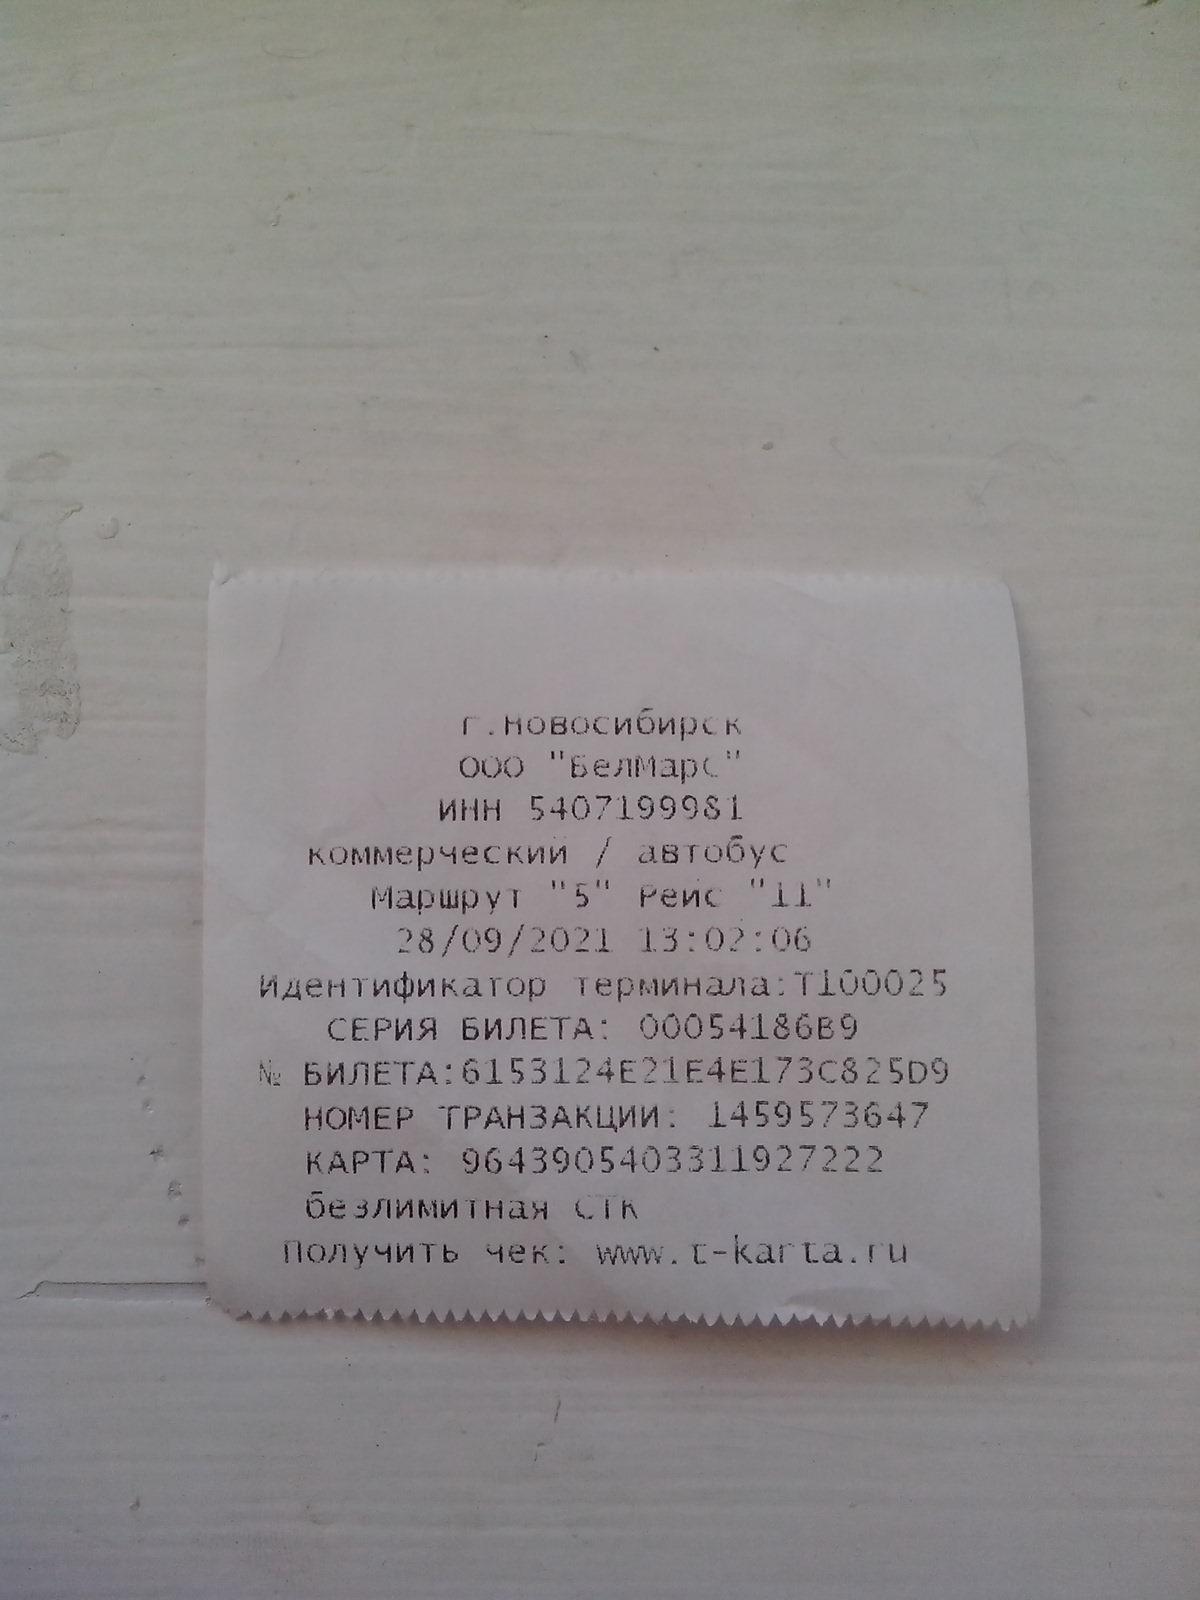 г.Новосибирск
ООО "БелМарс"
ИНН 5407199981
коммерческий / автобус
Маршрут "5" Рейс "11"
28/09/2021 13:02:06
Идентификатор терминала:T100025
СЕРИЯ БИЛЕТА: 00054186B9
№ БИЛЕТА:6153124E21E4E173C825D9
НОМЕР ТРАНЗАКЦИИ: 1459573647
КАРТА: 9643905403311927222
безлимитная СТК
Получить чек: www.t-karta.ru